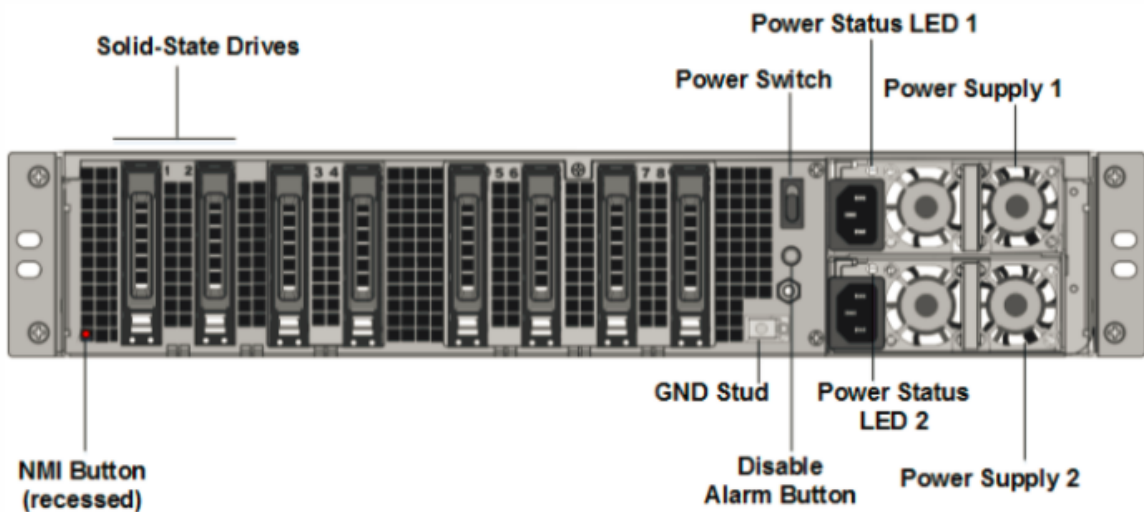 Power Status LED 1
Solid-State Drives
Power Switch
Power Supply 1
1 2
3 4
5 6
7 8
GND Stud
Power Status
LED 2
NMI Button
(recessed)
Disable
Alarm Button
Power Supply 2